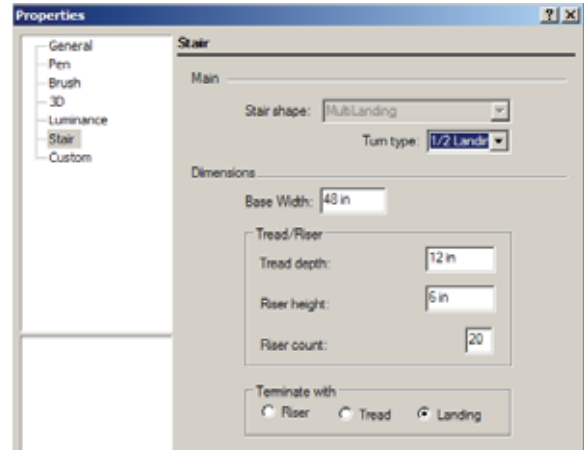 Properties
General
Pen
Brush
3D
Luminance
Stair
Custom
Stair
Main
Stair shape: MultiLanding
Turn type: 1/2 Landir
Dimensions
Base Width: 48 in
Tread/Riser
Tread depth: 12 in
Riser height: 6 in
Riser count: 20
Terminate with
Riser Tread Landing